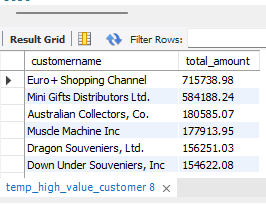 Result Grid Filter Rows:
customername total_amount
Euro+ Shopping Channel 715738.98
Mini Gifts Distributors Ltd. 584188.24
Australian Collectors, Co. 180585.07
Muscle Machine Inc 177913.95
Dragon Souveniers, Ltd. 156251.03
Down Under Souveniers, Inc 154622.08
temp_high_value_customer 8